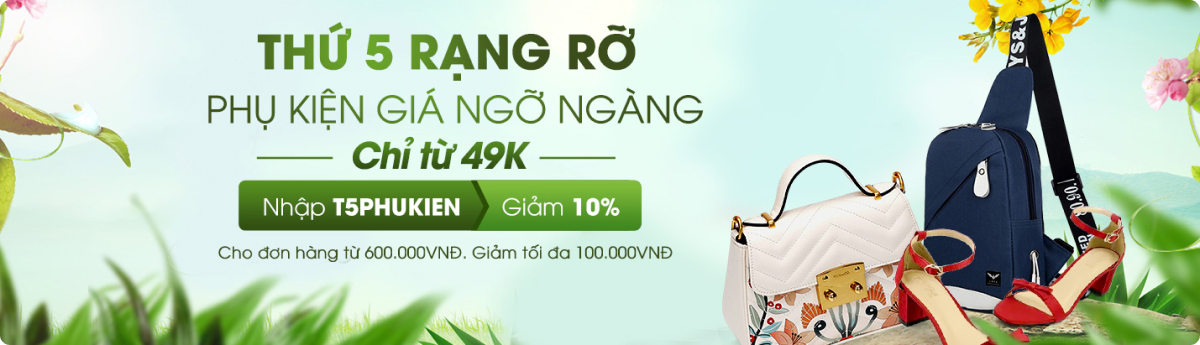 THỨ 5 RẠNG RỠ
PHỤ KIỆN GIÁ NGỠ NGÀNG
Chỉ từ 49K
Nhập T5PHUKIEN Giảm 10%
Cho đơn hàng từ 600.000VNĐ. Giảm tối đa 100.000VNĐ
YS&J